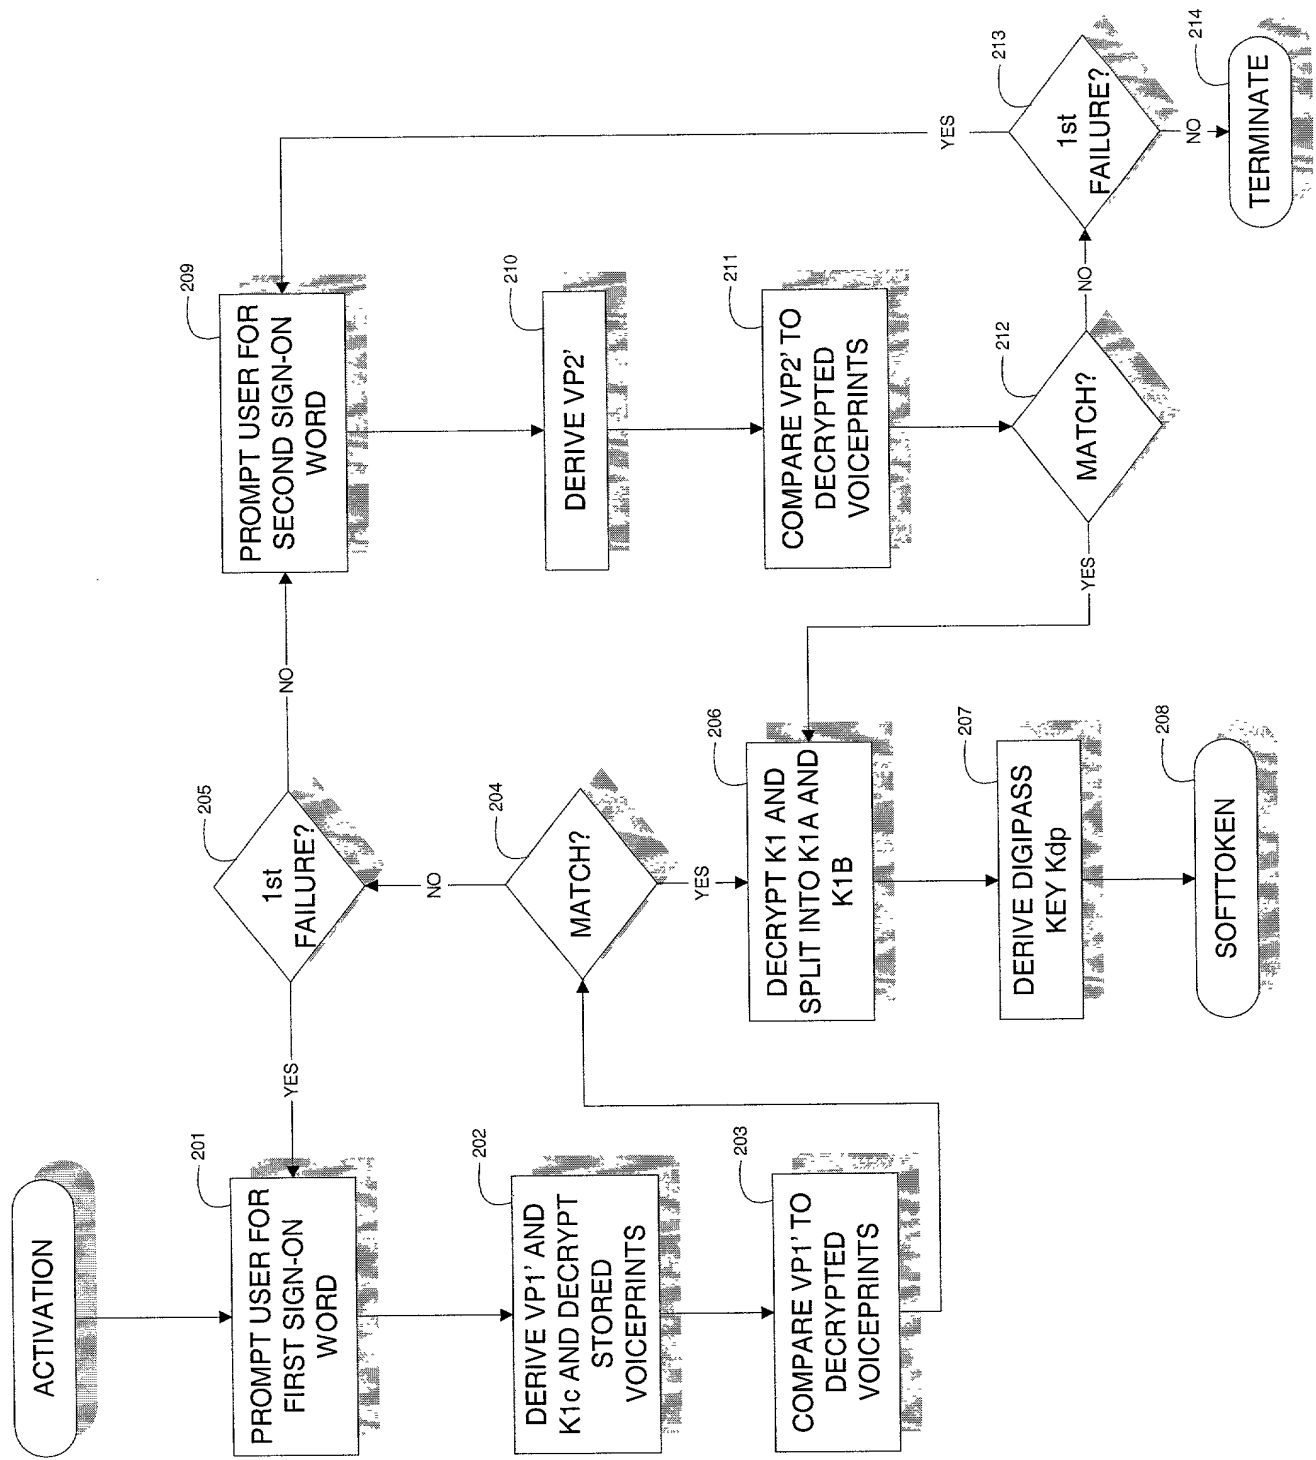 ACTIVATION
201
PROMPT USER FOR
FIRST SIGN-ON
WORD
202
DERIVE VP1' AND
K1c AND DECRYPT
STORED
VOICEPRINTS
203
COMPARE VP1' TO
DECRYPTED
VOICEPRINTS
204
MATCH?
NO
YES
205
1st
FAILURE?
YES
NO
206
DECRYPT K1 AND
SPLIT INTO K1A AND
K1B
207
DERIVE DIGIPASS
KEY Kdp
208
SOFTTOKEN
209
PROMPT USER FOR
SECOND SIGN-ON
WORD
210
DERIVE VP2'
211
COMPARE VP2' TO
DECRYPTED
VOICEPRINTS
212
MATCH?
YES
NO
213
1st
FAILURE?
YES
NO
214
TERMINATE